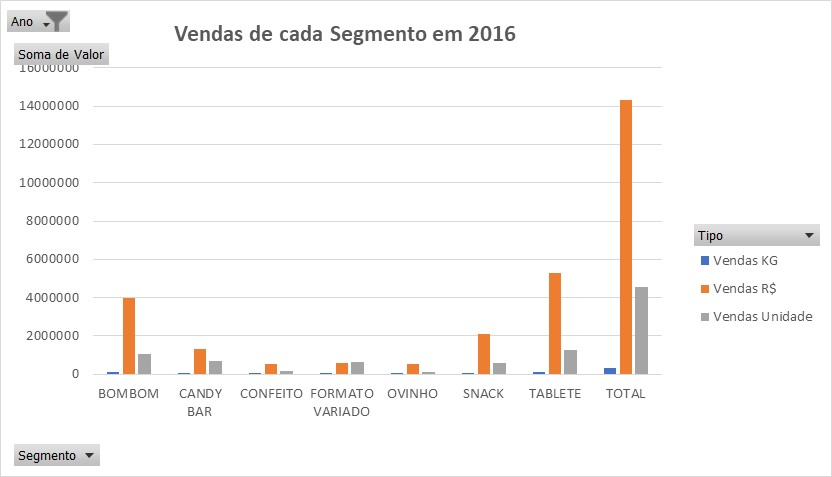 Ano
Vendas de cada Segmento em 2016
Soma de Valor
16000000
14000000
12000000
10000000
8000000
6000000
4000000
2000000
0
BOMBOM
CANDY
BAR
CONFEITO
FORMATO
VARIADO
OVINHO
SNACK
TABLETE
TOTAL
Tipo
Vendas KG
Vendas R$
Vendas Unidade
Segmento